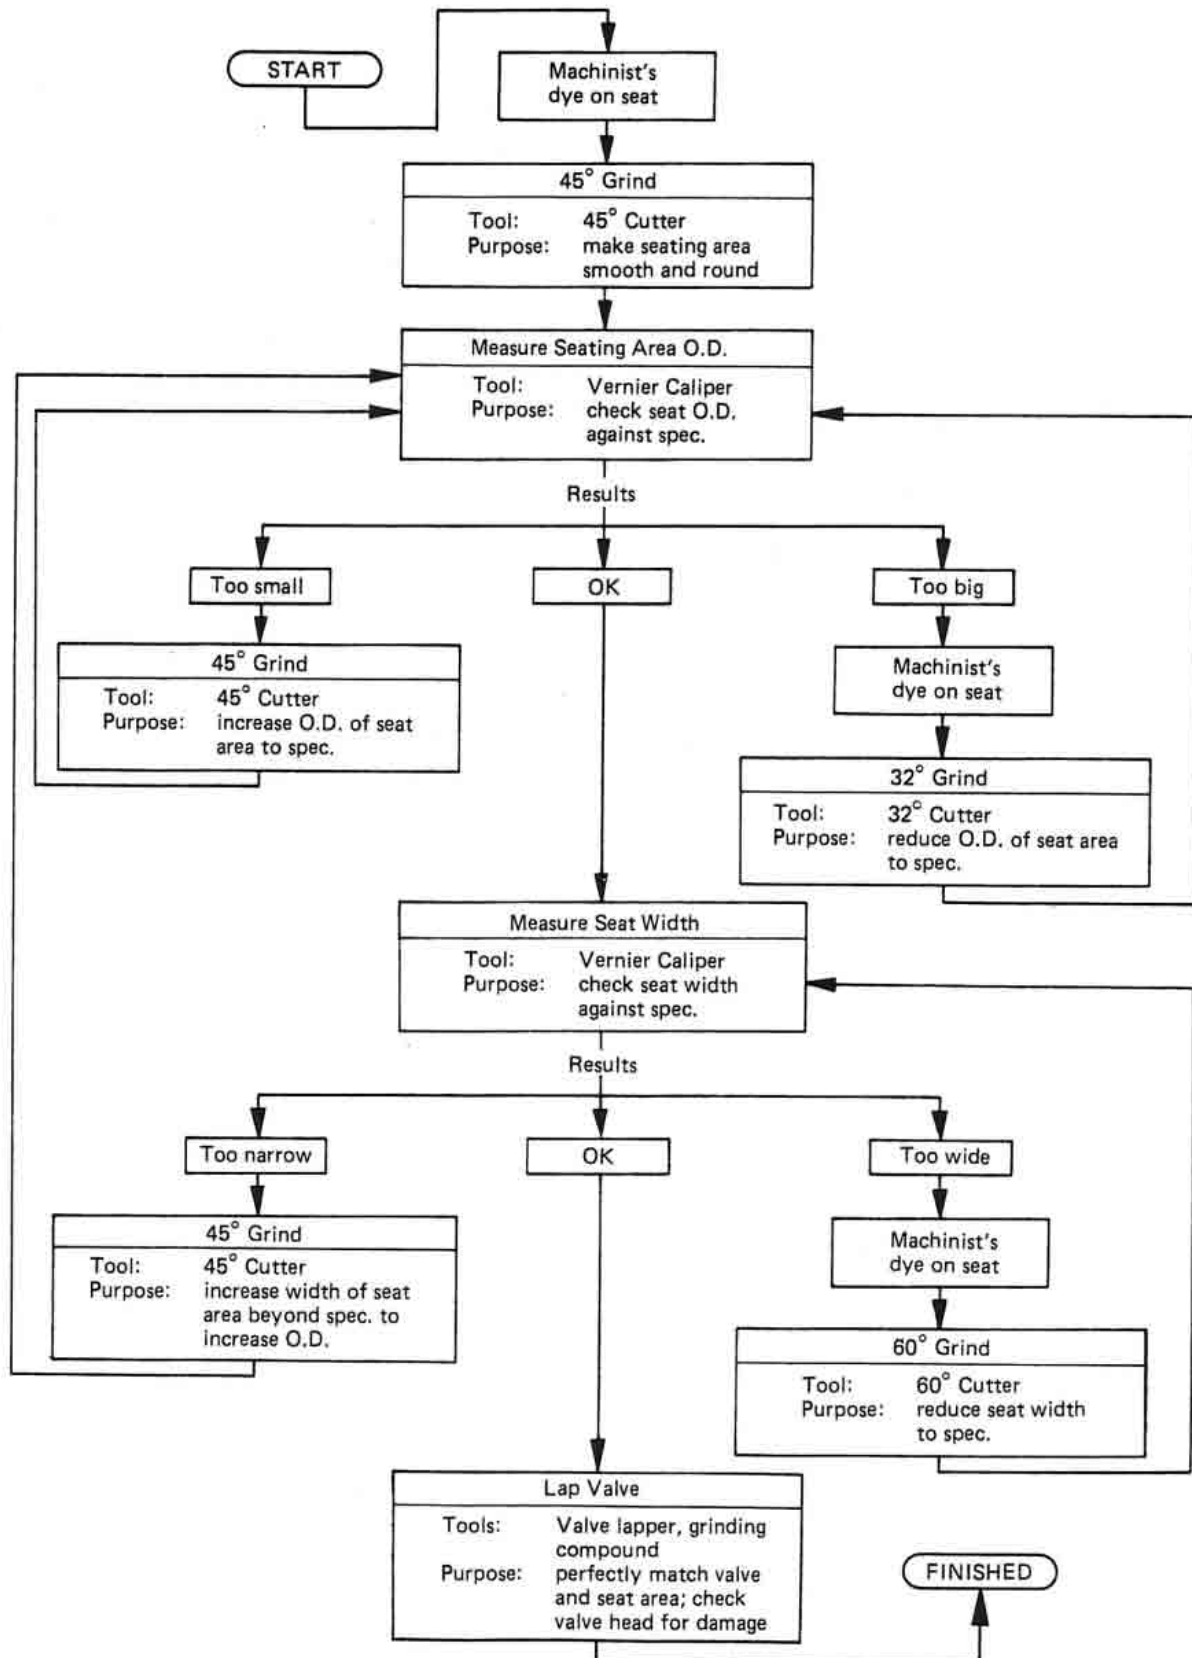 START
Machinist's
dye on seat
45° Grind
Tool: 45° Cutter
Purpose: make seating area
smooth and round
Measure Seating Area O.D.
Tool: Vernier Caliper
Purpose: check seat O.D.
against spec.
Results
Too small
OK
Too big
45° Grind
Tool: 45° Cutter
Purpose: increase O.D. of seat
area to spec.
Machinist's
dye on seat
32° Grind
Tool: 32° Cutter
Purpose: reduce O.D. of seat area
to spec.
Measure Seat Width
Tool: Vernier Caliper
Purpose: check seat width
against spec.
Results
Too narrow
OK
Too wide
45° Grind
Tool: 45° Cutter
Purpose: increase width of seat
area beyond spec. to
increase O.D.
Machinist's
dye on seat
60° Grind
Tool: 60° Cutter
Purpose: reduce seat width
to spec.
Lap Valve
Tools: Valve lapper, grinding
compound
Purpose: perfectly match valve
and seat area; check
valve head for damage
FINISHED